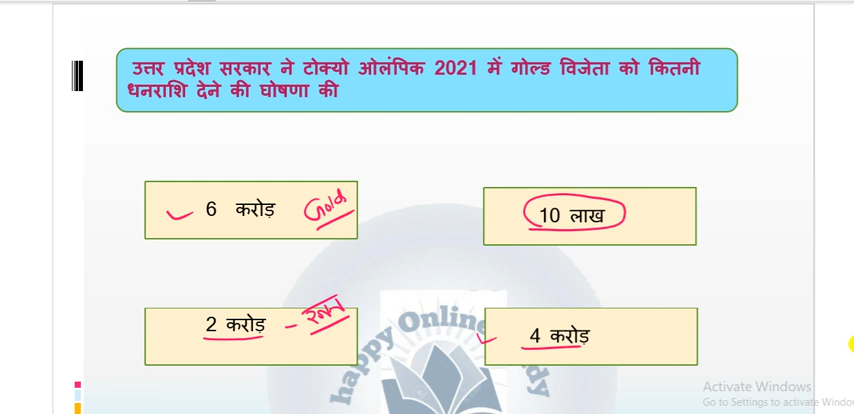 उत्तर प्रदेश सरकार ने टोक्यो ओलंपिक 2021 में गोल्ड विजेता को कितनी
धनराशि देने की घोषणा की
6 करोड़ Gold
10 लाख
2 करोड़ -
4 करोड़
happy Online
Activate Windows
Go to Settings to activate Windo